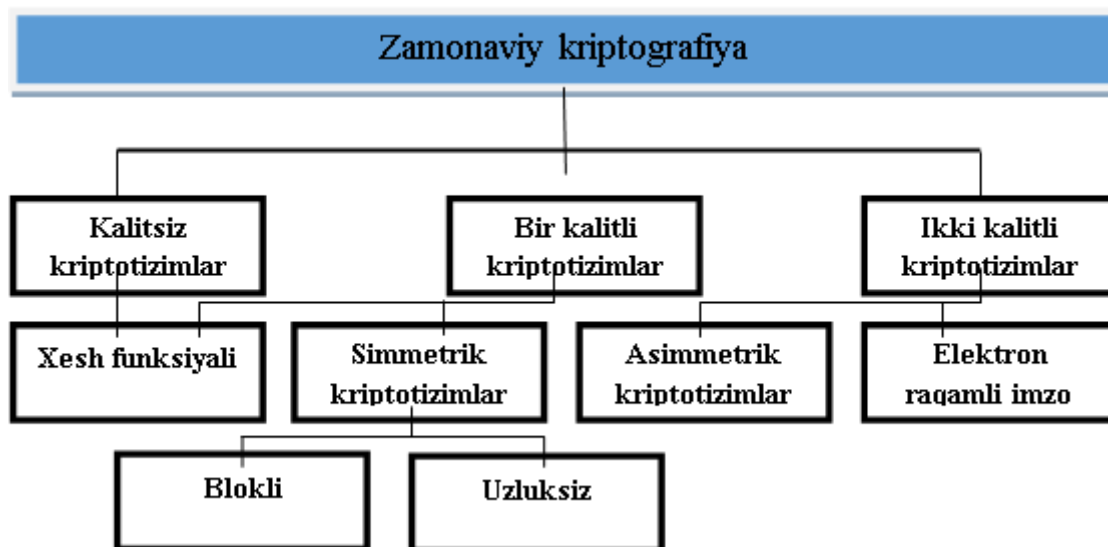 Zamonaviy kriptografiya
Kalitsiz
kriptotizimlar
Bir kalitli
kriptotizimlar
Ikki kalitli
kriptotizimlar
Xesh funksiyali
Simmetrik
kriptotizimlar
Asimmetrik
kriptotizimlar
Elektron
raqamli imzo
Blokli
Uzluksiz